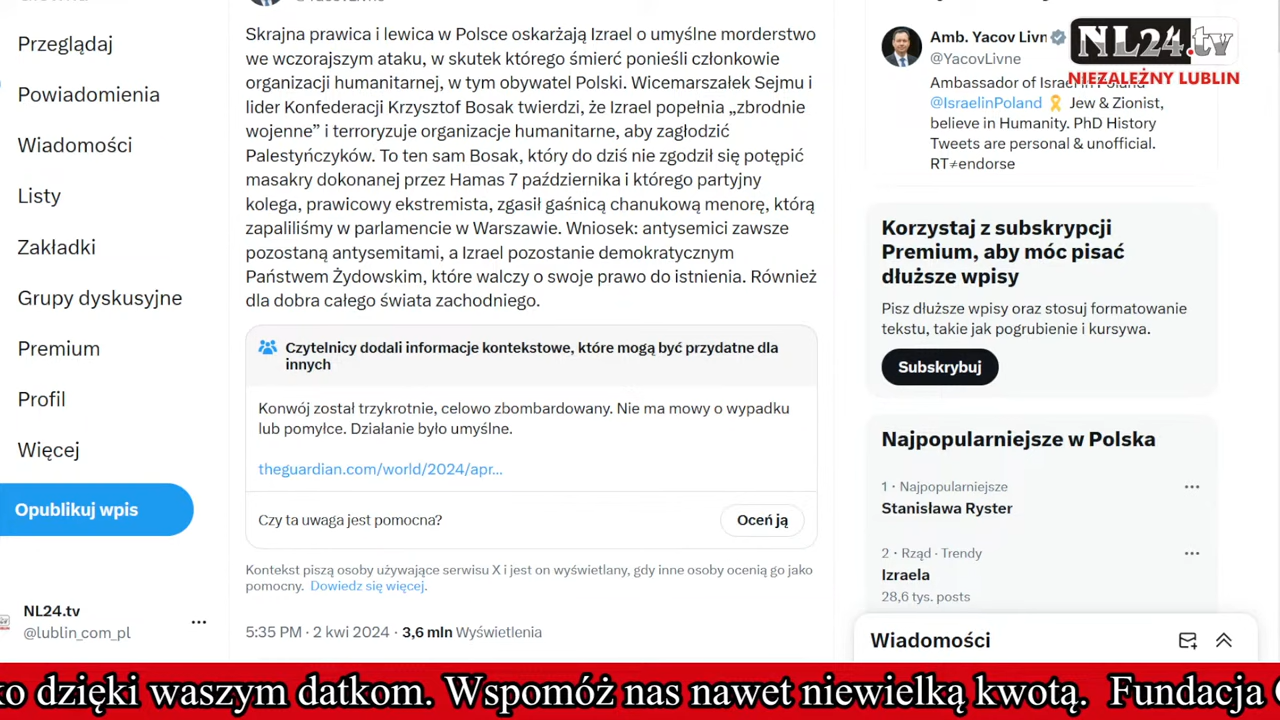 Przeglądaj
Powiadomienia
Wiadomości
Listy
Zakładki
Grupy dyskusyjne
Premium
Profil
Więcej
Opublikuj wpis
NL24.tv
@lublin_com_pl
Skrajna prawica i lewica w Polsce oskarżają Izrael o umyślne morderstwo
we wczorajszym ataku, w skutek którego śmierć ponieśli członkowie
organizacji humanitarnej, w tym obywatel Polski. Wicemarszałek Sejmu i
lider Konfederacji Krzysztof Bosak twierdzi, że Izrael popełnia „zbrodnie
wojenne” i terroryzuje organizacje humanitarne, aby zagłodzić
Palestyńczyków. To ten sam Bosak, który do dziś nie zgodził się potępić
masakry dokonanej przez Hamas 7 października i którego partyjny
kolega, prawicowy ekstremista, zgasił gaśnicą chanukową menorę, którą
zapaliliśmy w parlamencie w Warszawie. Wniosek: antysemici zawsze
pozostaną antysemitami, a Izrael pozostanie demokratycznym
Państwem Żydowskim, które walczy o swoje prawo do istnienia. Również
dla dobra całego świata zachodniego.
Czytelnicy dodali informacje kontekstowe, które mogą być przydatne dla
innych
Konwój został trzykrotnie, celowo zbombardowany. Nie ma mowy o wypadku
lub pomyłce. Działanie było umyślne.
theguardian.com/world/2024/apr...
Czy ta uwaga jest pomocna?
Oceń ją
Kontekst piszą osoby używające serwisu X i jest on wyświetlany, gdy inne osoby ocenią go jako
pomocny. Dowiedz się więcej.
5:35 PM · 2 kwi 2024 · 3,6 mln Wyświetlenia
Amb. Yacov Livn
@YacovLivne
Ambassador of Israel in Poland
@IsraelinPoland 🎗️ Jew & Zionist,
believe in Humanity. PhD History
Tweets are personal & unofficial.
RT≠endorse
NL24.tv
NIEZALEŻNY LUBLIN
Korzystaj z subskrypcji
Premium, aby móc pisać
dłuższe wpisy
Pisz dłuższe wpisy oraz stosuj formatowanie
tekstu, takie jak pogrubienie i kursywa.
Subskrybuj
Najpopularniejsze w Polska
1 · Najpopularniejsze
Stanisława Ryster
2 · Rząd · Trendy
Izraela
28,6 tys. posts
Wiadomości
ko dzięki waszym datkom. Wspomóż nas nawet niewielką kwotą. Fundacja